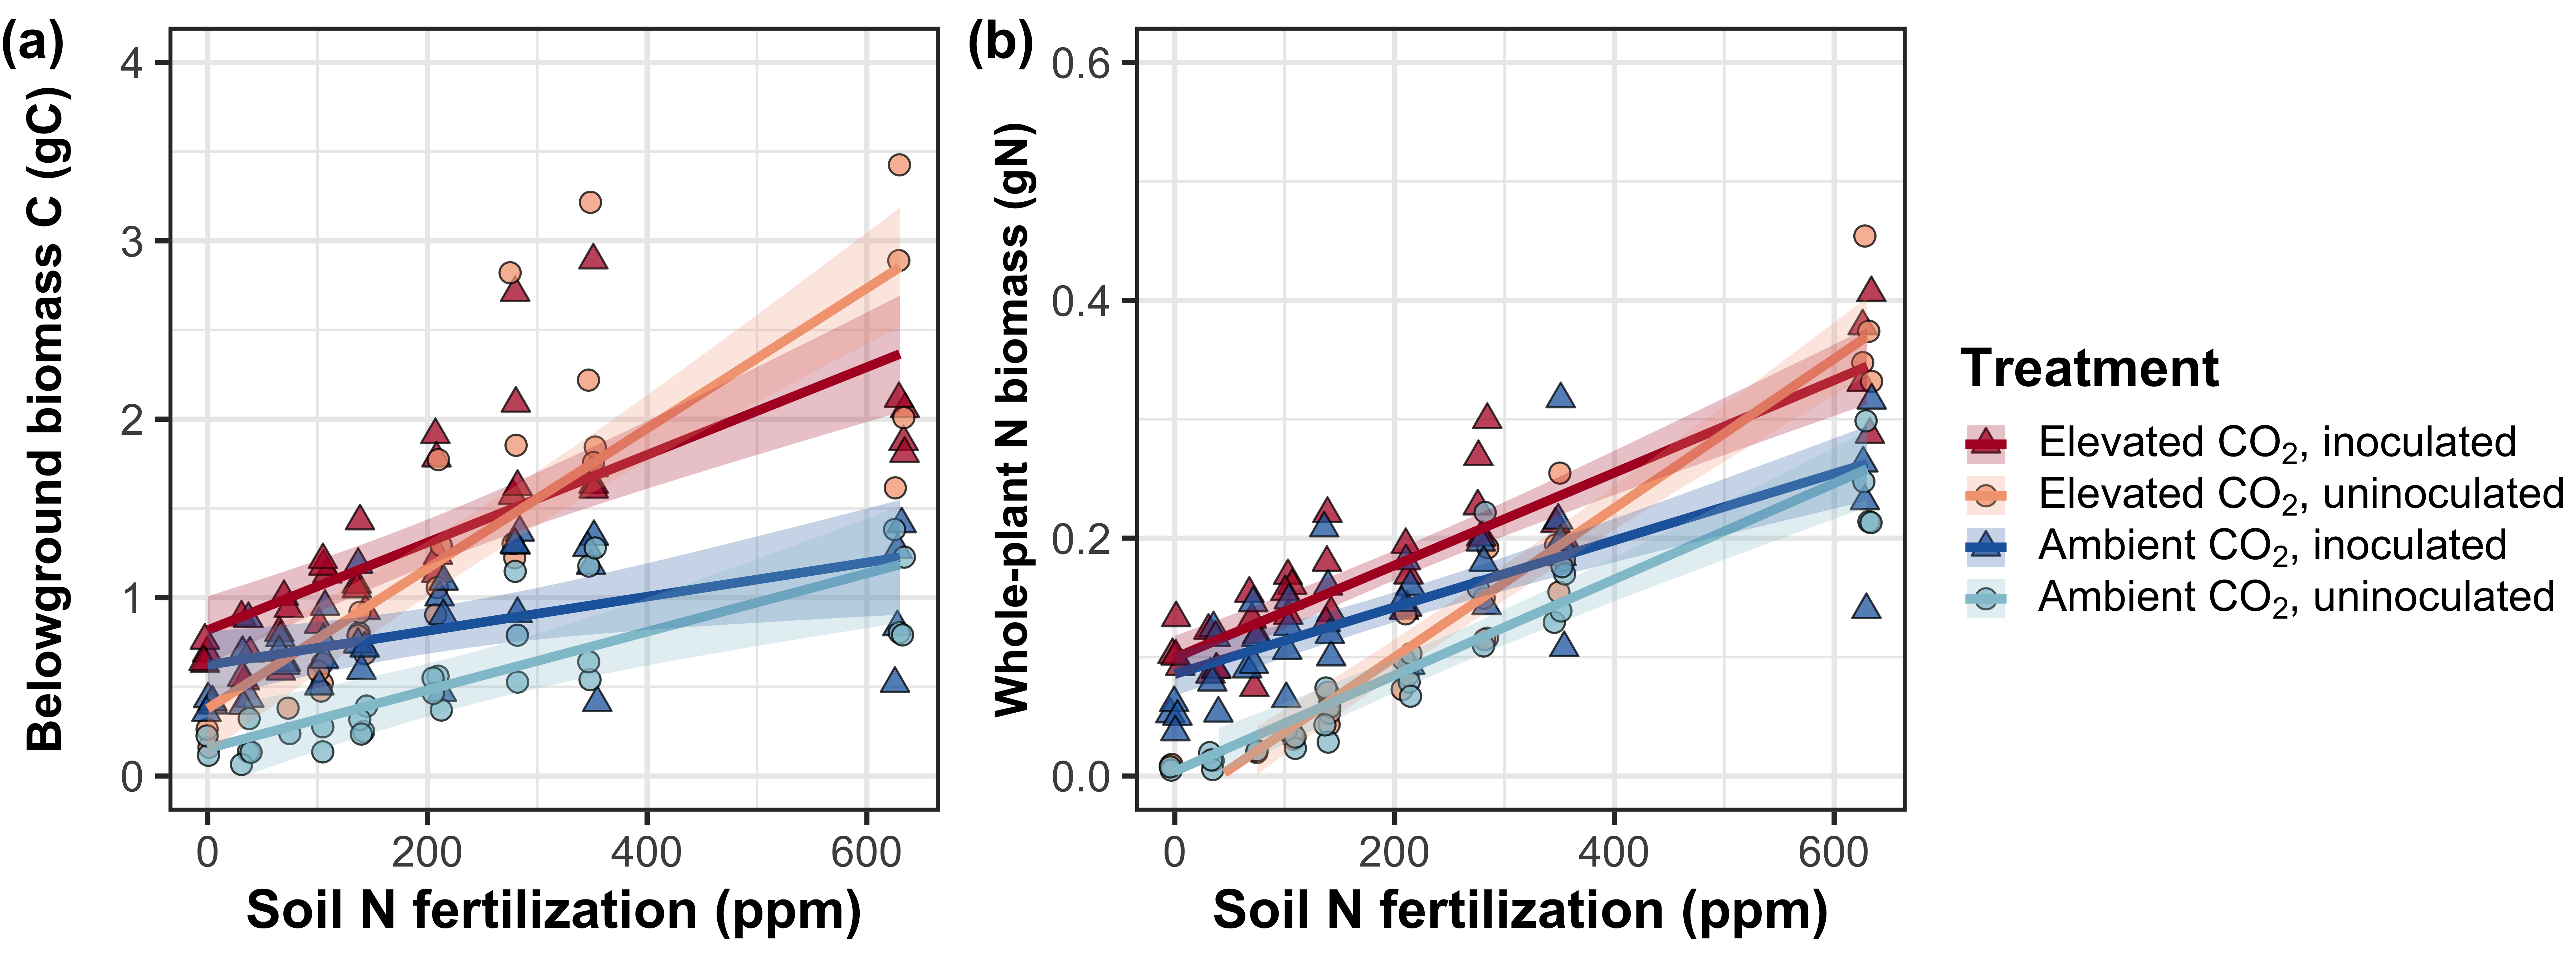 (a)
Belowground biomass C (gC)
4
3
2
1
0
0 200 400 600
Soil N fertilization (ppm)
(b)
Whole-plant N biomass (gN)
0.6
0.4
0.2
0.0
0 200 400 600
Soil N fertilization (ppm)
Treatment
Elevated CO₂, inoculated
Elevated CO₂, uninoculated
Ambient CO₂, inoculated
Ambient CO₂, uninoculated